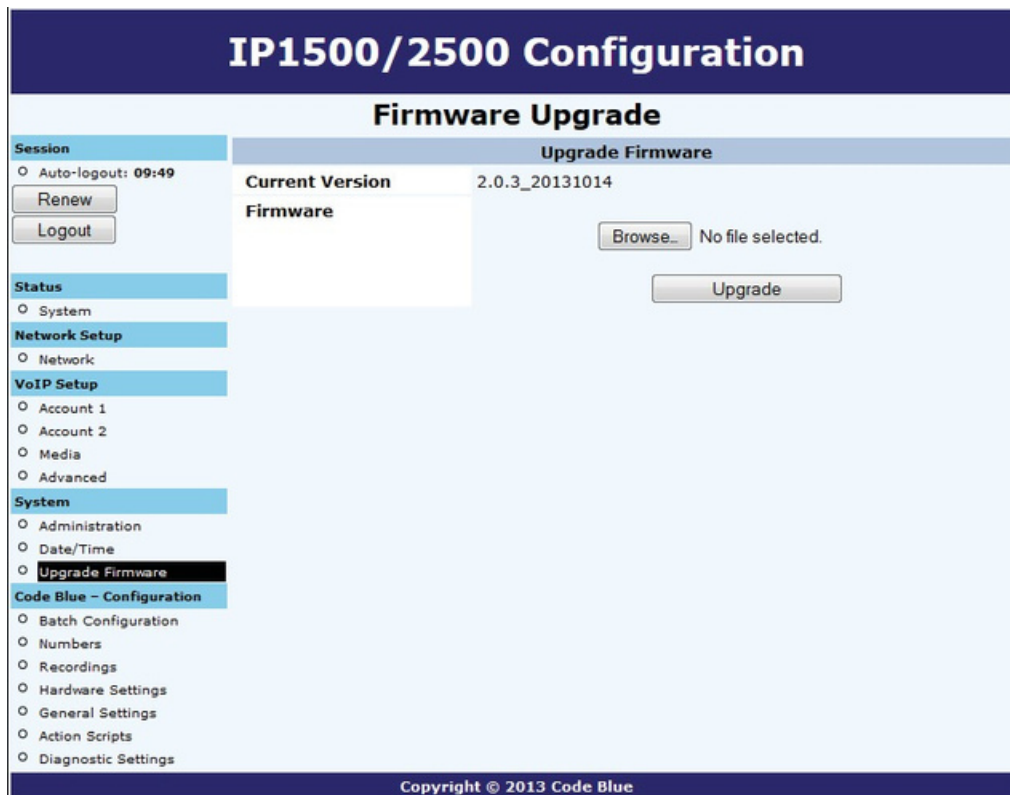 IP1500/2500 Configuration
Firmware Upgrade
Session
Auto-logout: 09:49
Renew
Logout
Status
System
Network Setup
Network
VoIP Setup
Account 1
Account 2
Media
Advanced
System
Administration
Date/Time
Upgrade Firmware
Code Blue – Configuration
Batch Configuration
Numbers
Recordings
Hardware Settings
General Settings
Action Scripts
Diagnostic Settings
Upgrade Firmware
Current Version 2.0.3_20131014
Firmware
Browse.. No file selected.
Upgrade
Copyright © 2013 Code Blue